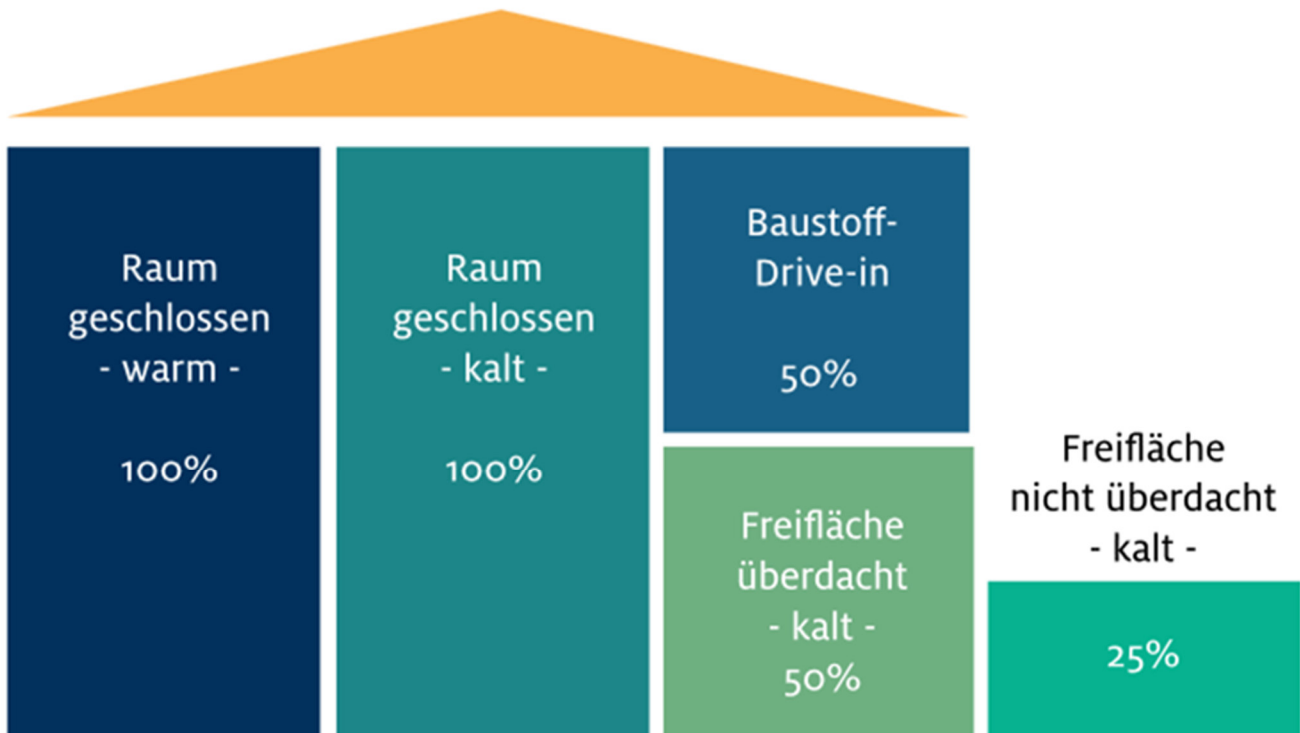 Raum
geschlossen
- warm -
100%
Raum
geschlossen
- kalt -
100%
Baustoff-
Drive-in
50%
Freifläche
überdacht
- kalt -
50%
Freifläche
nicht überdacht
- kalt -
25%